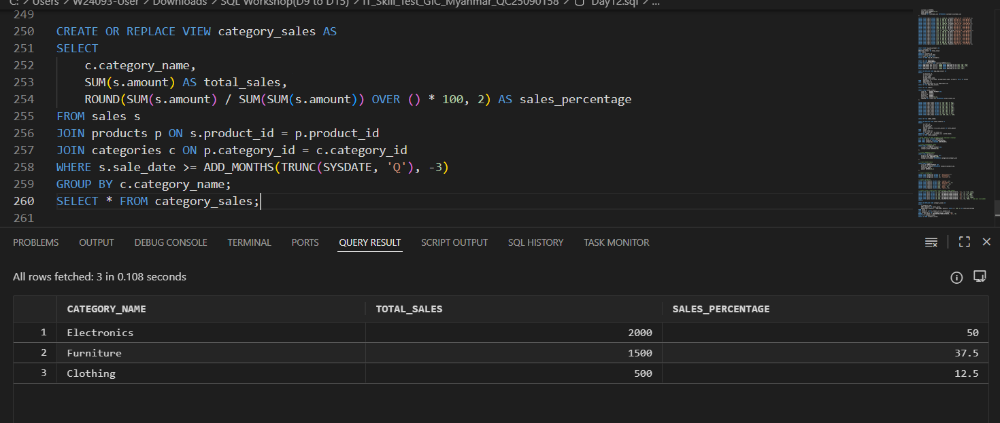 C: > Users > W24093-User > Downloads > SQL Workshop(D9 to D15) > IT_Skill_Test_GIC_Myanmar_QC25090158 > Day12.sql > ...
249
250 CREATE OR REPLACE VIEW category_sales AS
251 SELECT
252 c.category_name,
253 SUM(s.amount) AS total_sales,
254 ROUND(SUM(s.amount) / SUM(SUM(s.amount)) OVER () * 100, 2) AS sales_percentage
255 FROM sales s
256 JOIN products p ON s.product_id = p.product_id
257 JOIN categories c ON p.category_id = c.category_id
258 WHERE s.sale_date >= ADD_MONTHS(TRUNC(SYSDATE, 'Q'), -3)
259 GROUP BY c.category_name;
260 SELECT * FROM category_sales;
261
PROBLEMS OUTPUT DEBUG CONSOLE TERMINAL PORTS QUERY RESULT SCRIPT OUTPUT SQL HISTORY TASK MONITOR
All rows fetched: 3 in 0.108 seconds
CATEGORY_NAME TOTAL_SALES SALES_PERCENTAGE
1 Electronics 2000 50
2 Furniture 1500 37.5
3 Clothing 500 12.5